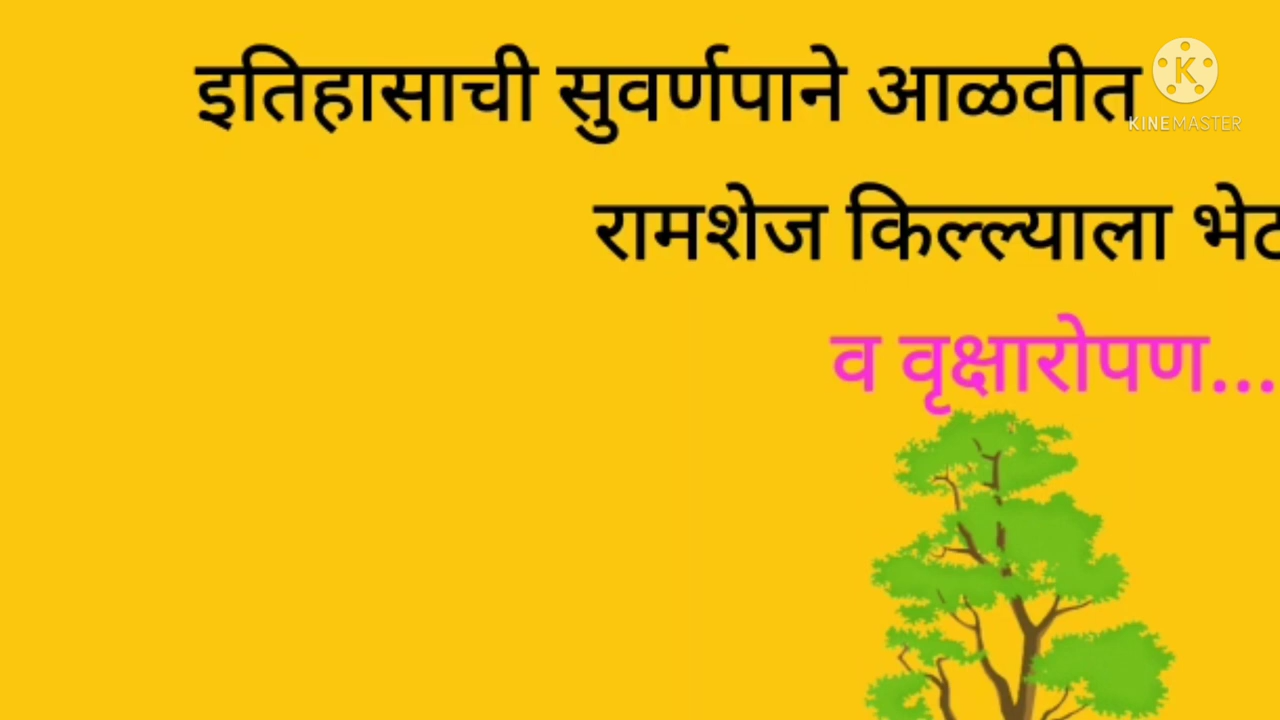 इतिहासाची सुवर्णपाने आळवीत
KINEMASTER
रामशेज किल्ल्याला
व वृक्षारोपण...